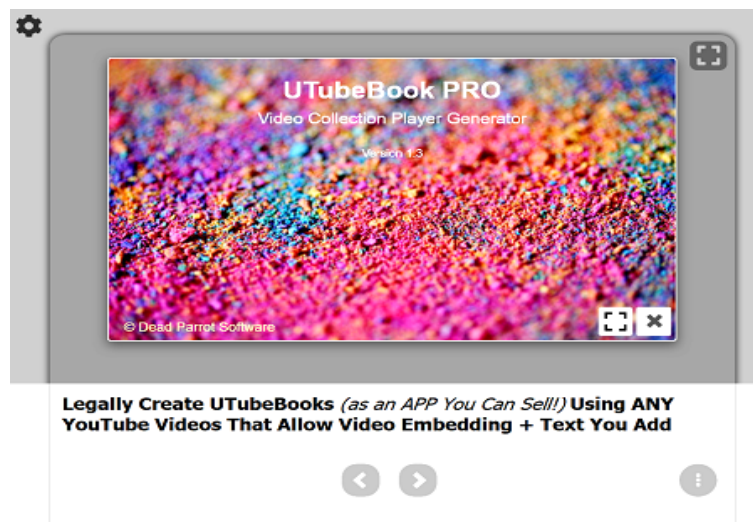 UTubeBook PRO
Video Collection Player Generator
Version 1.3
© Dead Parrot Software
Legally Create UTubeBooks (as an APP You Can Sell!) Using ANY
YouTube Videos That Allow Video Embedding + Text You Add